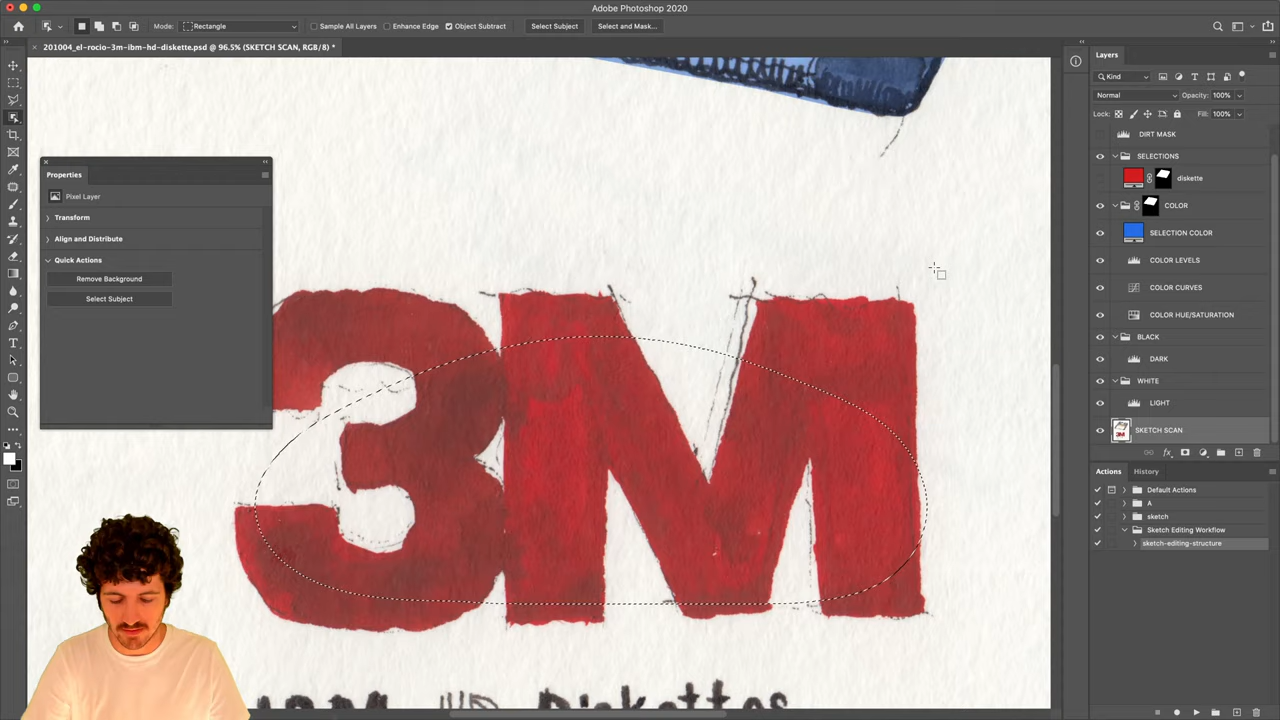 Adobe Photoshop 2020
Mode: Rectangle Sample All Layers Enhance Edge Object Subtract Select Subject Select and Mask...
201004_el-rocio-3m-ibm-hd-diskette.psd @ 96.5% (SKETCH SCAN, RGB/8) *
Properties
Pixel Layer
Transform
Align and Distribute
Quick Actions
Remove Background
Select Subject
3M
Diskettes
Layers
Kind
Normal Opacity: 100%
Lock: Fill: 100%
DIRT MASK
SELECTIONS
diskette
COLOR
SELECTION COLOR
COLOR LEVELS
COLOR CURVES
COLOR HUE/SATURATION
BLACK
DARK
WHITE
LIGHT
SKETCH SCAN
fx
Actions History
Default Actions
A
sketch
Sketch Editing Workflow
sketch-editing-structure